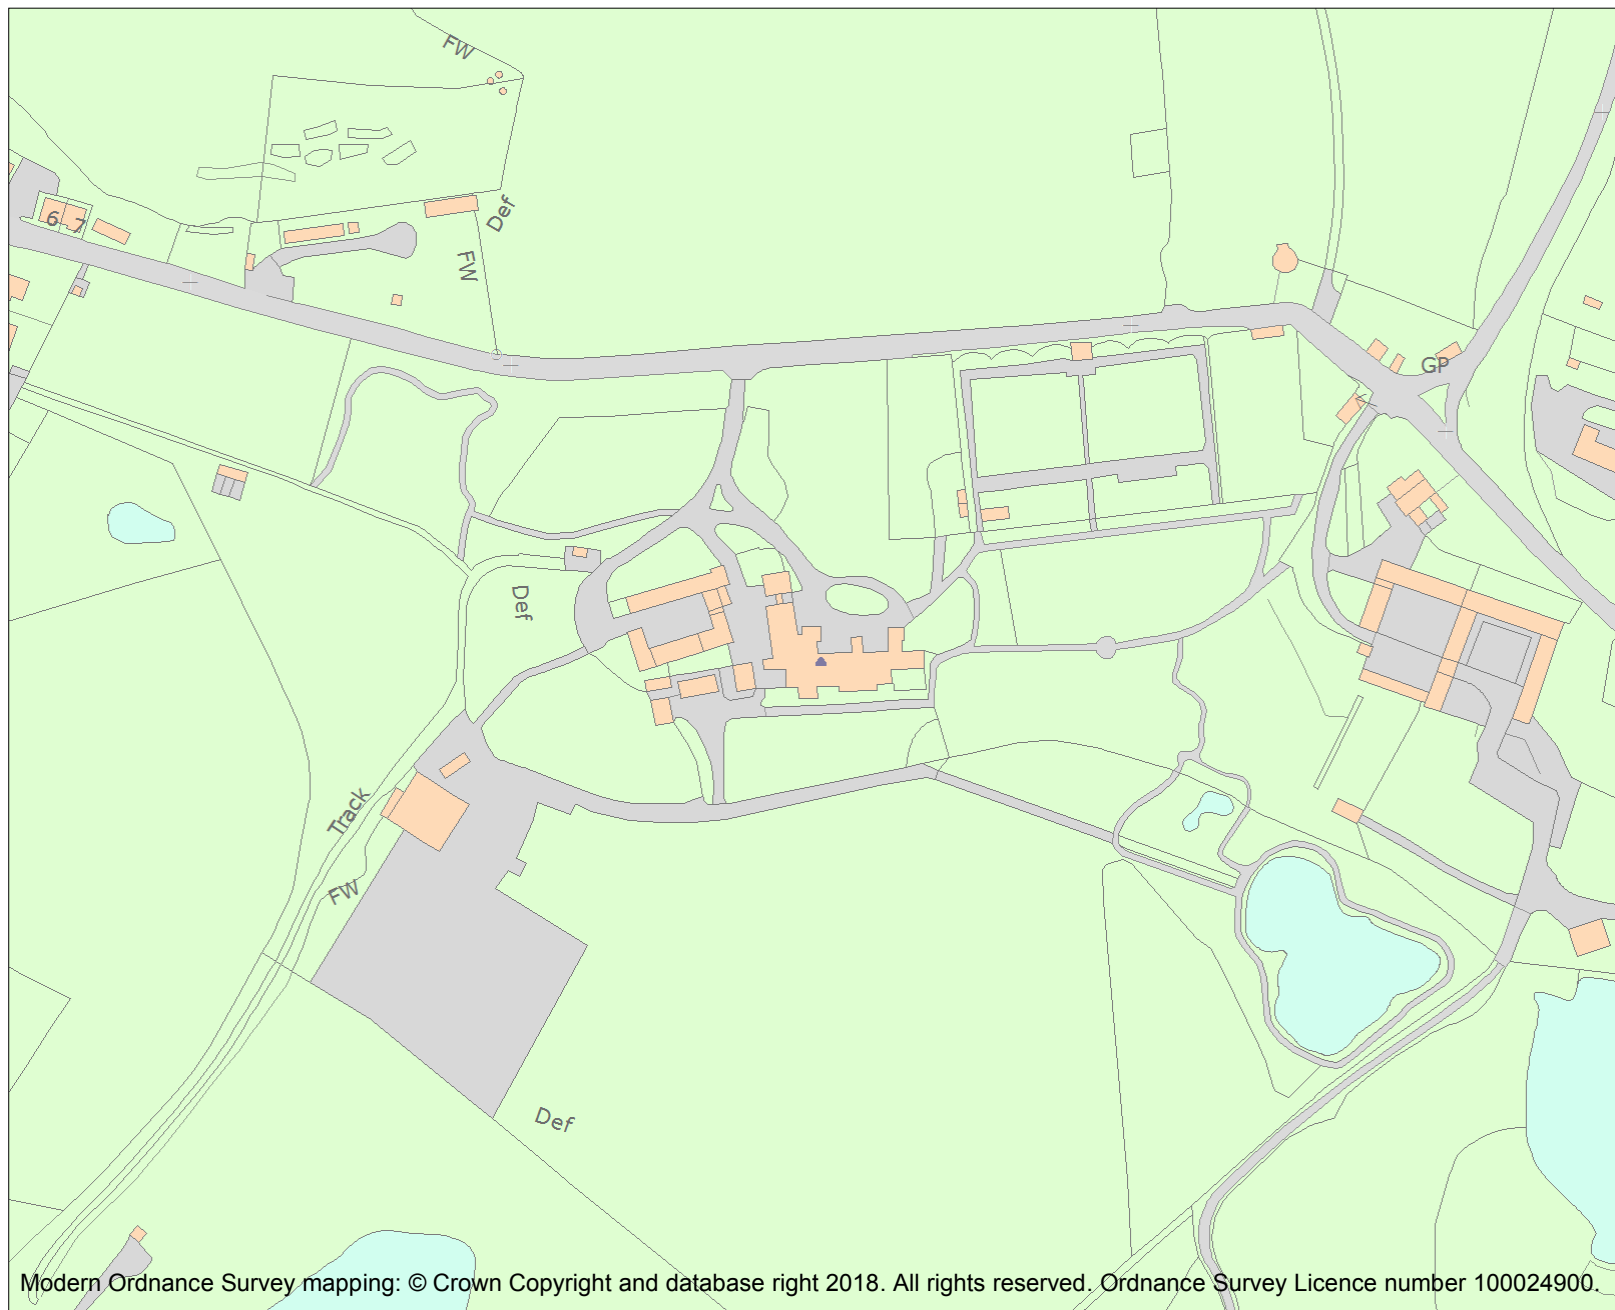 FW
Def
6
7
FW
GP
Def
Track
FW
Def
Modern Ordnance Survey mapping: © Crown Copyright and database right 2018. All rights reserved. Ordnance Survey Licence number 100024900.